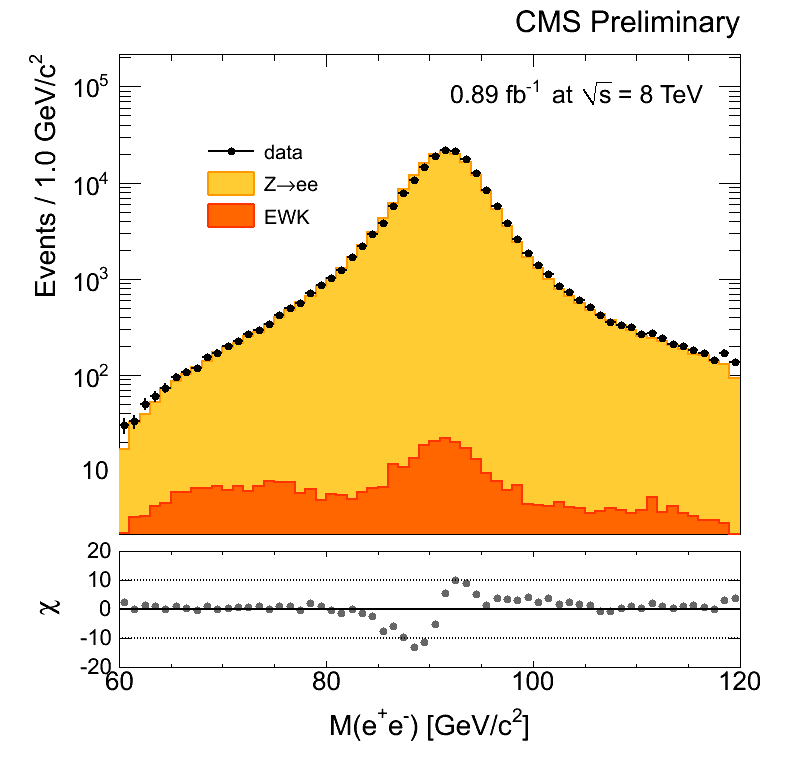 CMS Preliminary
0.89 fb⁻¹ at √s = 8 TeV
Events / 1.0 GeV/c²
10⁵
10⁴
10³
10²
10
data
Z→ee
EWK
χ
20
10
0
-10
-20
60
80
100
120
M(e⁺e⁻) [GeV/c²]